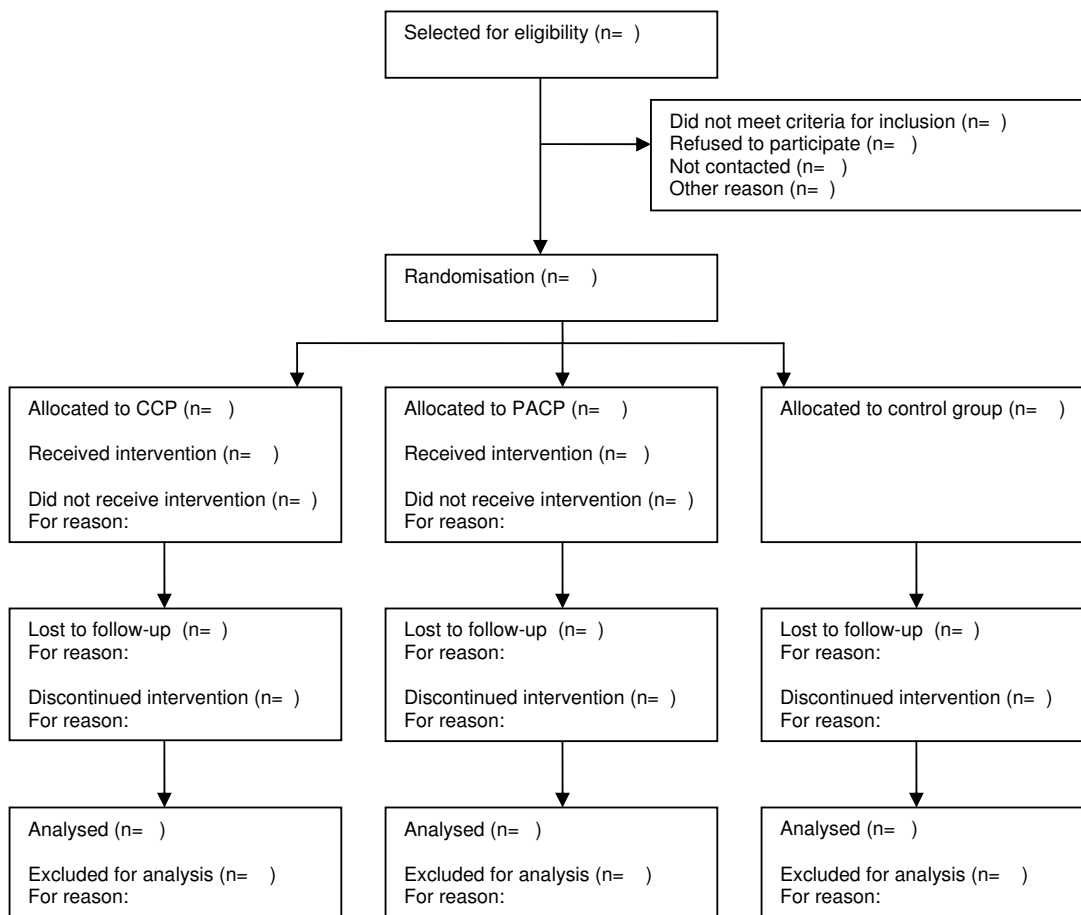 Selected for eligibility (n=  )
Did not meet criteria for inclusion (n=  )
Refused to participate (n=   )
Not contacted (n=   )
Other reason (n=  )
Randomisation (n=    )
Allocated to CCP (n=   )
Received intervention (n=    )
Did not receive intervention (n=  )
For reason:
Allocated to PACP (n=   )
Received intervention (n=    )
Did not receive intervention (n=  )
For reason:
Allocated to control group (n=    )
Lost to follow-up  (n=   )
For reason:
Discontinued intervention (n=   )
For reason:
Lost to follow-up  (n=   )
For reason:
Discontinued intervention (n=   )
For reason:
Lost to follow-up  (n=   )
For reason:
Discontinued intervention (n=   )
For reason:
Analysed (n=   )
Excluded for analysis (n=    )
For reason:
Analysed (n=   )
Excluded for analysis (n=    )
For reason:
Analysed (n=   )
Excluded for analysis (n=    )
For reason: